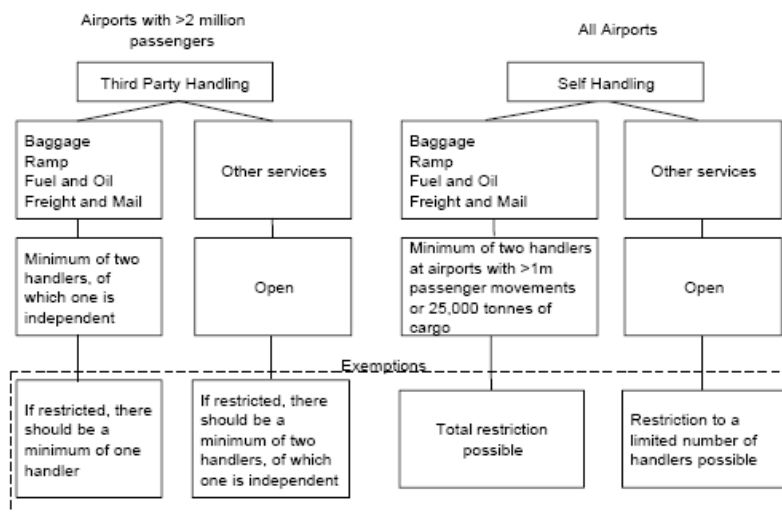 Airports with >2 million
passengers
All Airports
Third Party Handling
Self Handling
Baggage
Ramp
Fuel and Oil
Freight and Mail
Other services
Baggage
Ramp
Fuel and Oil
Freight and Mail
Other services
Minimum of two
handlers, of
which one is
independent
Open
Minimum of two handlers
at airports with >1m
passenger movements
or 25,000 tonnes of
cargo
Open
Exemptions
If restricted, there
should be a
minimum of one
handler
If restricted, there
should be a
minimum of two
handlers, of which
one is independent
Total restriction
possible
Restriction to a
limited number of
handlers possible